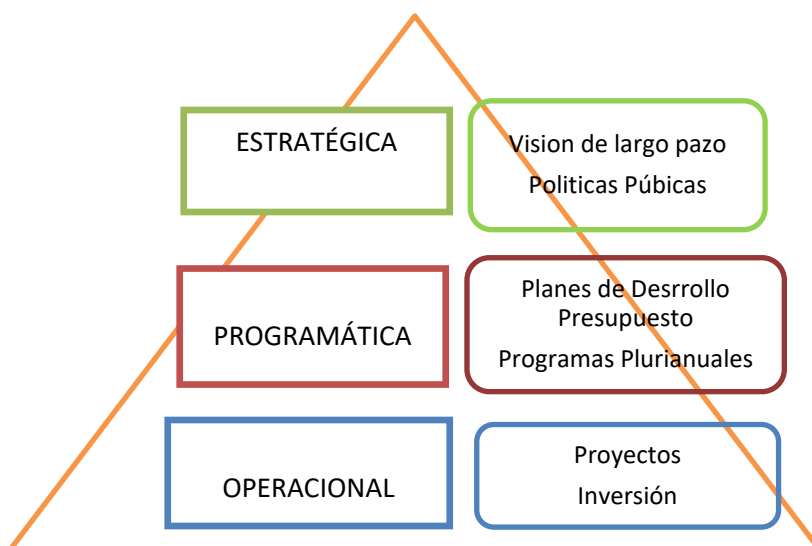 ESTRATÉGICA
Vision de largo pazo
Politicas Púbicas
PROGRAMÁTICA
Planes de Desrrollo
Presupuesto
Programas Plurianuales
OPERACIONAL
Proyectos
Inversión